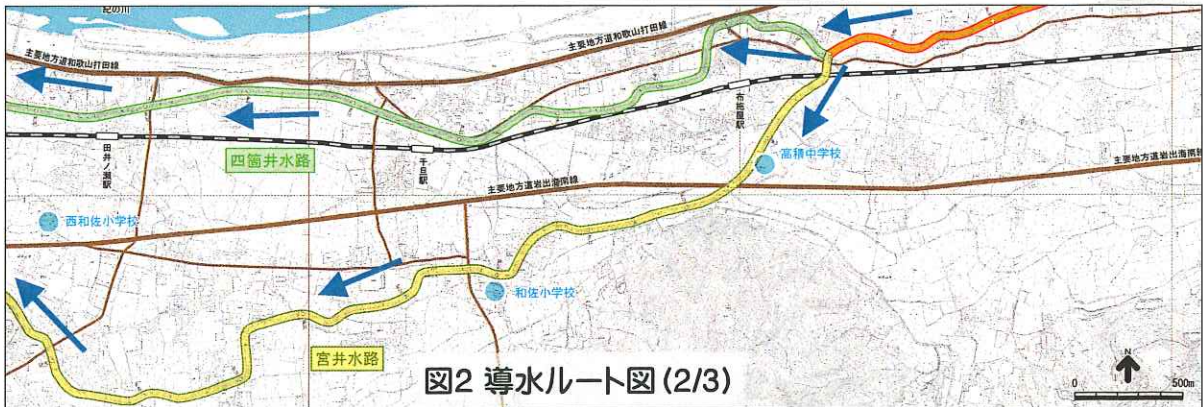 紀の川
主要地方道和歌山打田線
主要地方道和歌山打田線
布施屋駅
高積中学校
田井ノ瀬駅
四箇井水路
千旦駅
主要地方道岩出海南線
主要地方道岩出海南線
西和佐小学校
和佐小学校
宮井水路
図2 導水ルート図(2/3)
N
0 500m